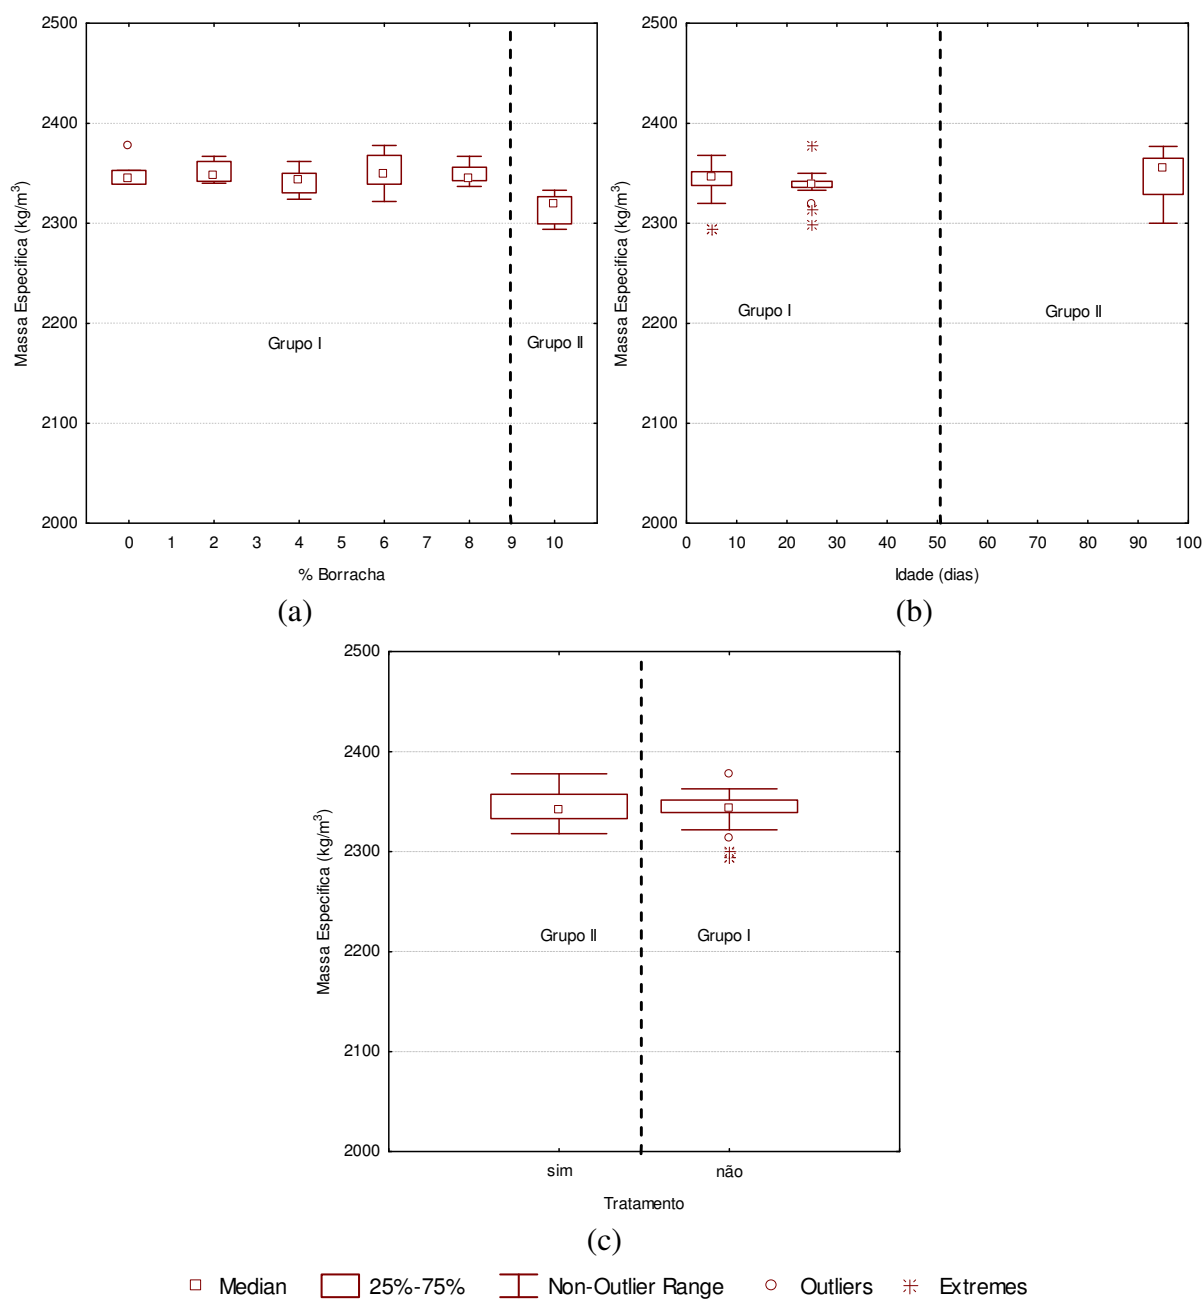 2500
2400
2300
2200
2100
2000
Massa Especifica (kg/m³)
Grupo I
Grupo II
0 1 2 3 4 5 6 7 8 9 10
% Borracha
(a)
2500
2400
2300
2200
2100
2000
Massa Especifica (kg/m³)
Grupo I
Grupo II
0 10 20 30 40 50 60 70 80 90 100
Idade (dias)
(b)
2500
2400
2300
2200
2100
2000
Massa Especifica (kg/m³)
Grupo II
Grupo I
sim não
Tratamento
(c)
Median 25%-75% Non-Outlier Range Outliers Extremes